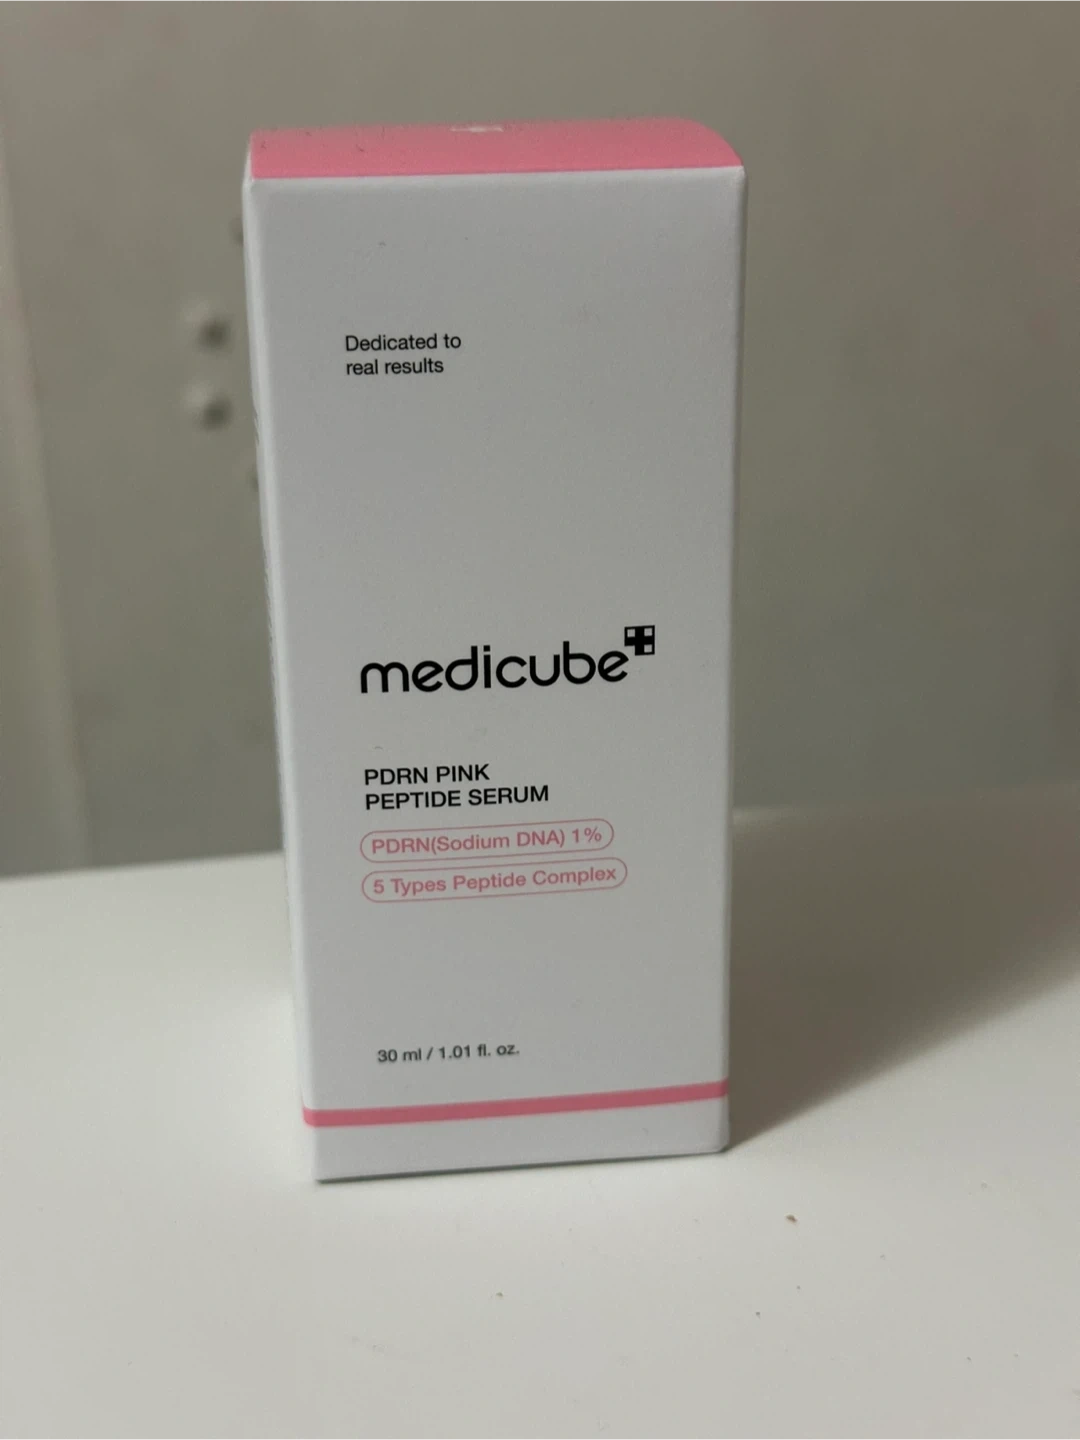 Dedicated to
real results
medicube
PDRN PINK
PEPTIDE SERUM
PDRN(Sodium DNA) 1%
5 Types Peptide Complex
30 ml / 1.01 fl. oz.